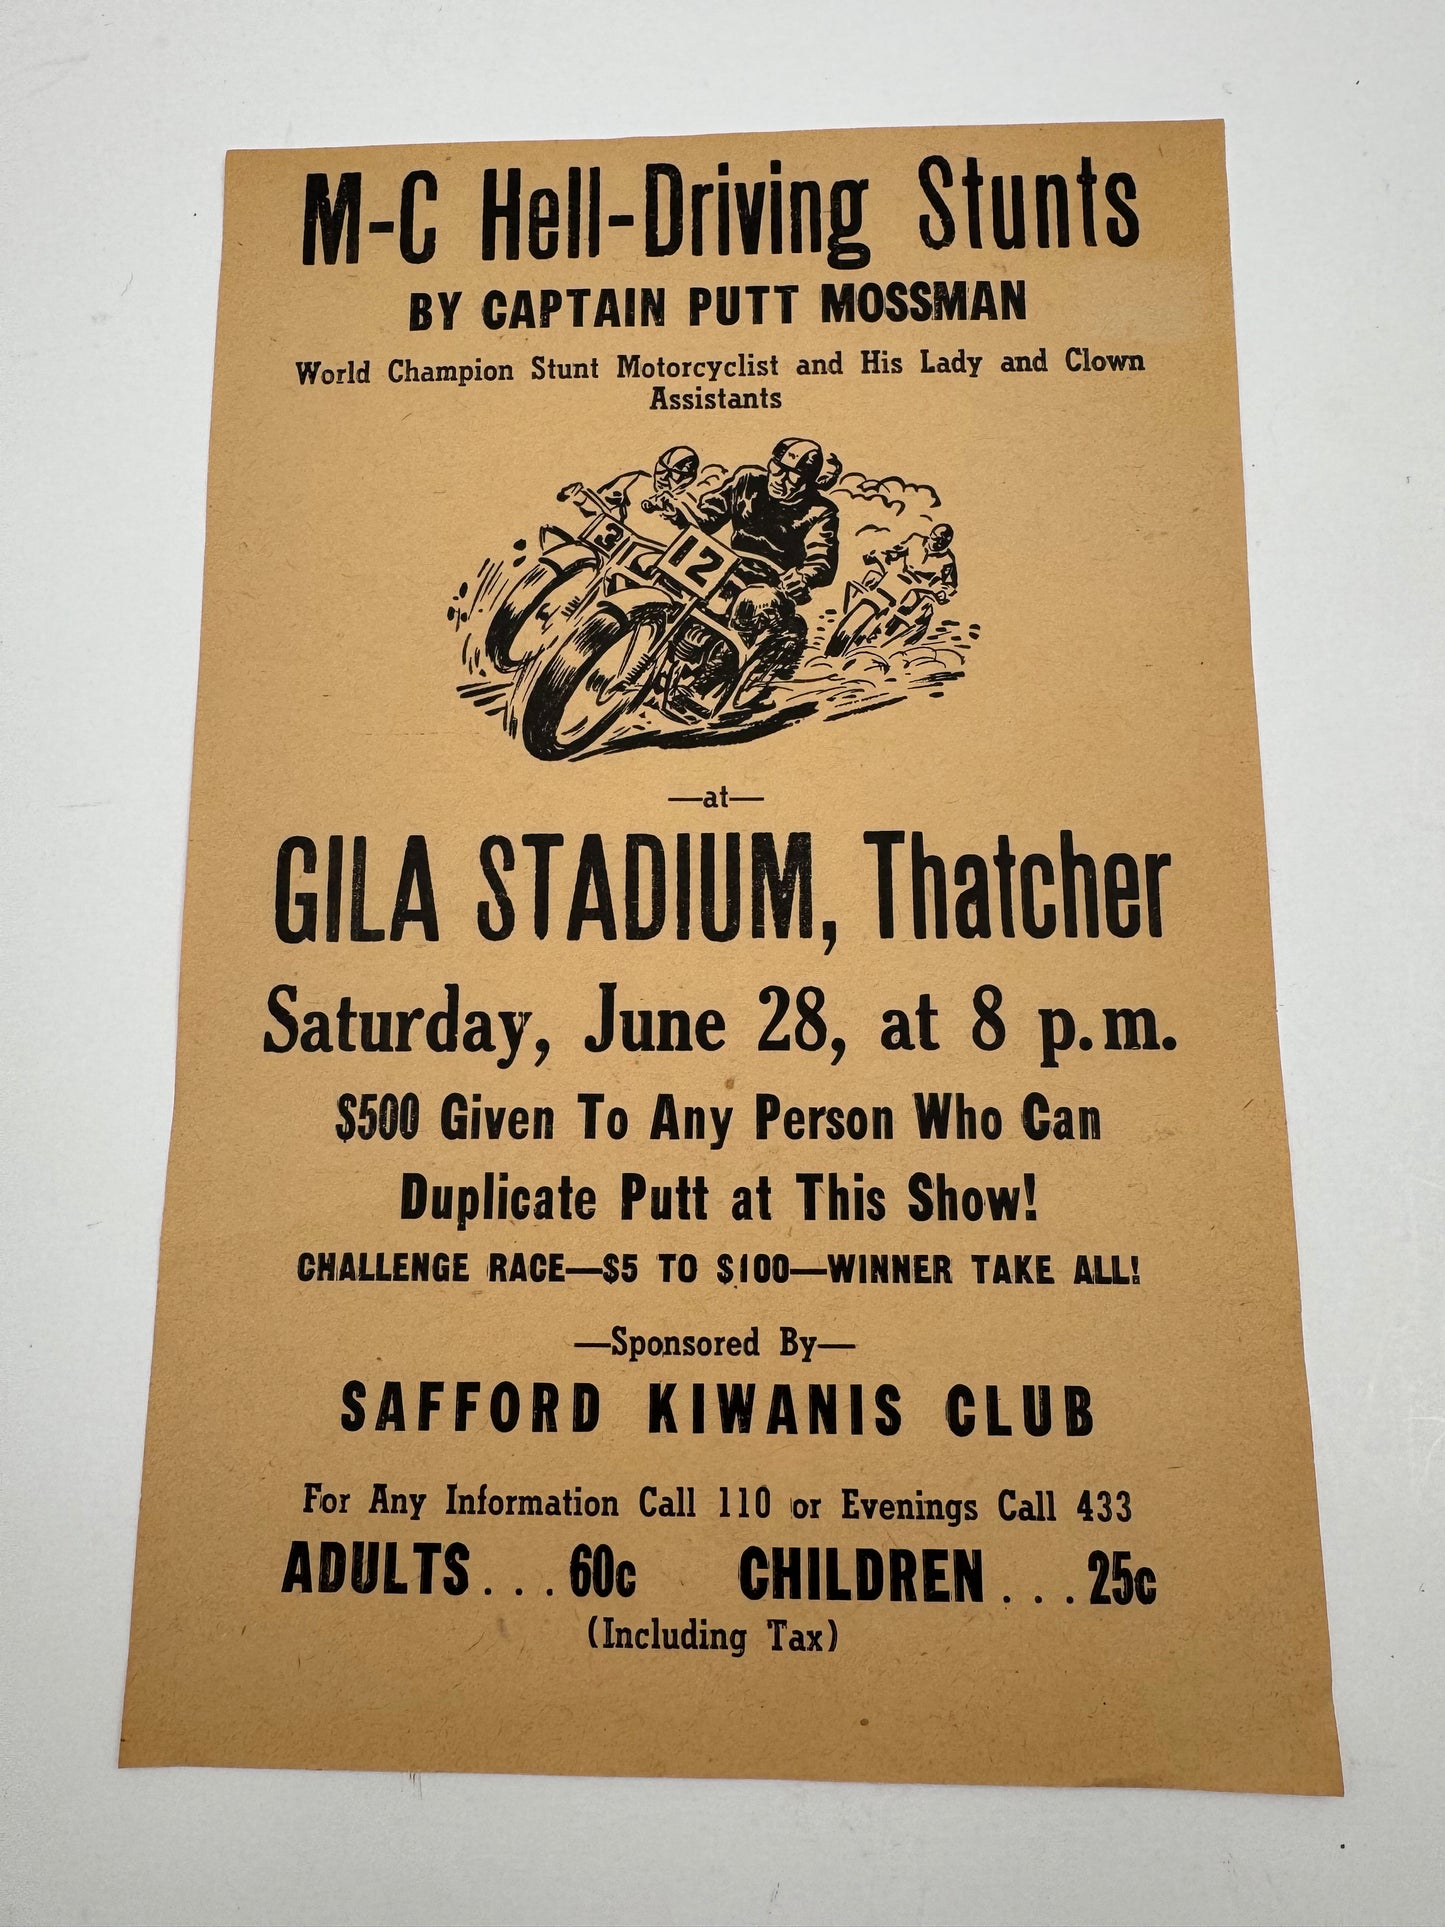 M-C Hell-Driving Stunts
BY CAPTAIN PUTT MOSSMAN
World Champion Stunt Motorcyclist and His Lady and Clown
Assistants
3
12
—at—
GILA STADIUM, Thatcher
Saturday, June 28, at 8 p.m.
$500 Given To Any Person Who Can
Duplicate Putt at This Show!
CHALLENGE RACE—$5 TO $100—WINNER TAKE ALL!
—Sponsored By—
SAFFORD KIWANIS CLUB
For Any Information Call 110 or Evenings Call 433
ADULTS . . . 60c CHILDREN . . . 25c
(Including Tax)